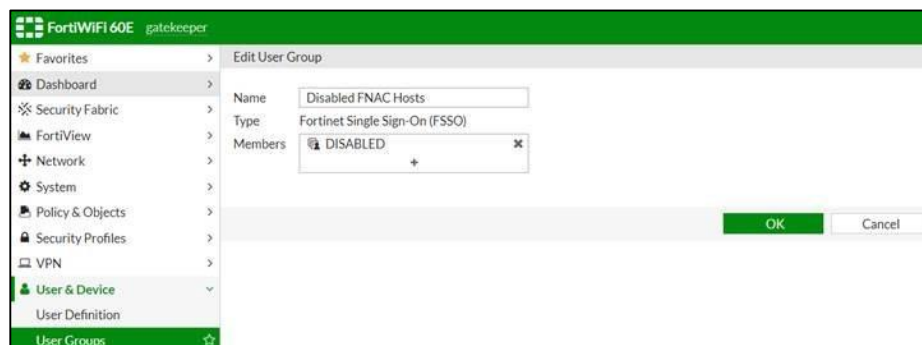 FortiWiFi 60E gatekeeper
Favorites
Dashboard
Security Fabric
FortiView
Network
System
Policy & Objects
Security Profiles
VPN
User & Device
User Definition
User Groups
Edit User Group
Name Disabled FNAC Hosts
Type Fortinet Single Sign-On (FSSO)
Members DISABLED
OK Cancel